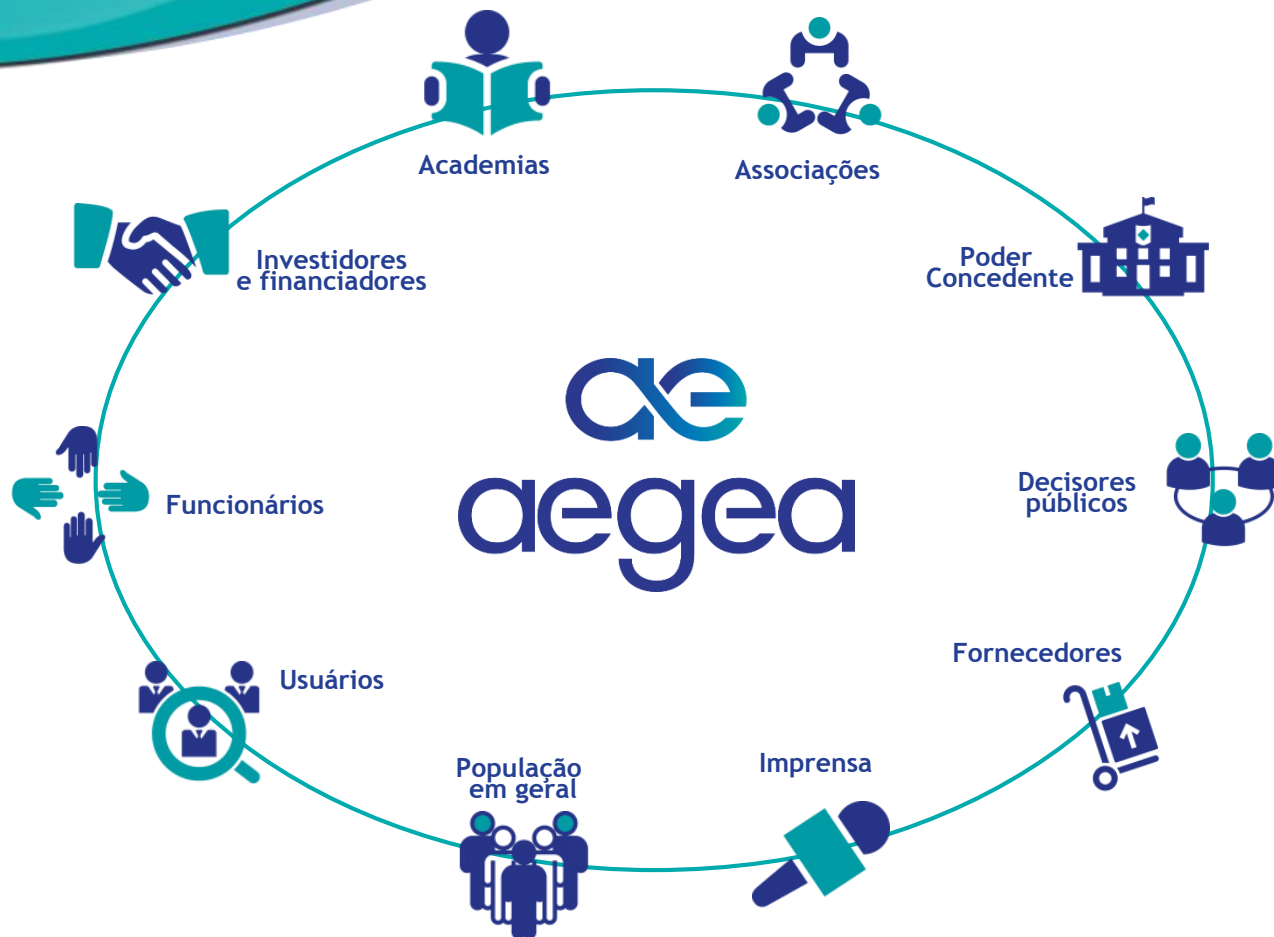 Academias
Associações
Investidores
e financiadores
Poder
Concedente
ae
aegea
Funcionários
Decisores
públicos
Usuários
Fornecedores
População
em geral
Imprensa